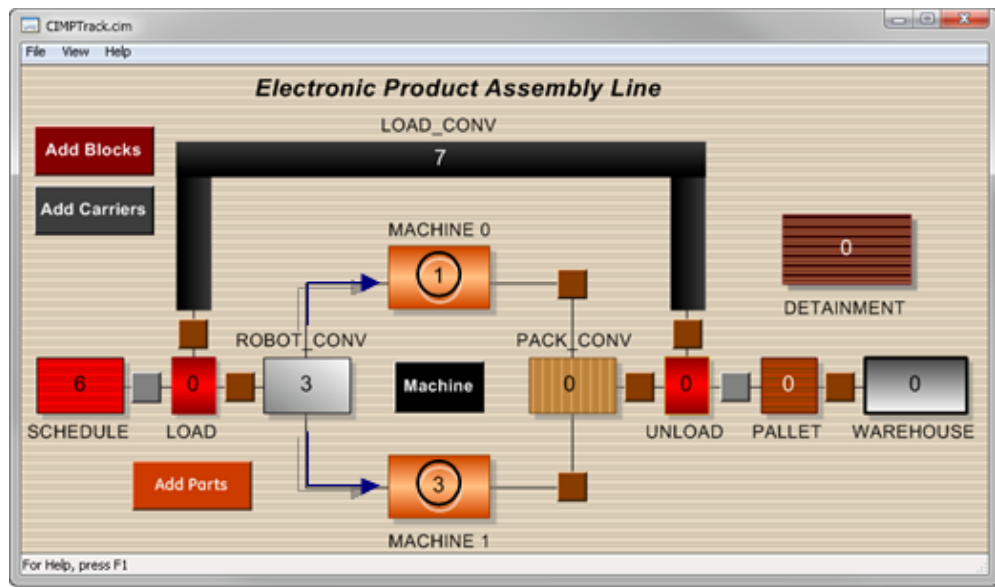 CIMPTrack.cim
File View Help
Electronic Product Assembly Line
LOAD_CONV
7
Add Blocks
Add Carriers
MACHINE 0
1
0
DETAINMENT
ROBOT_CONV
PACK_CONV
6
0
3
Machine
0
0
0
0
SCHEDULE
LOAD
UNLOAD
PALLET
WAREHOUSE
Add Parts
3
MACHINE 1
For Help, press F1